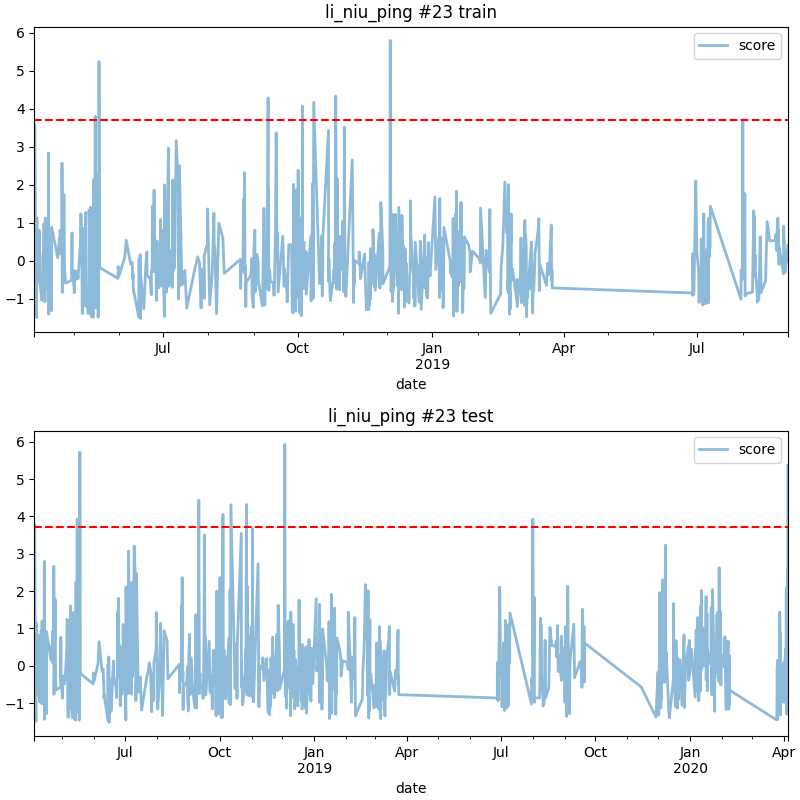 li_niu_ping #23 train
score
6
5
4
3
2
1
0
−1
Jul Oct Jan Apr Jul
2019
date
li_niu_ping #23 test
score
6
5
4
3
2
1
0
−1
Jul Oct Jan Apr Jul Oct Jan Apr
2019 2020
date